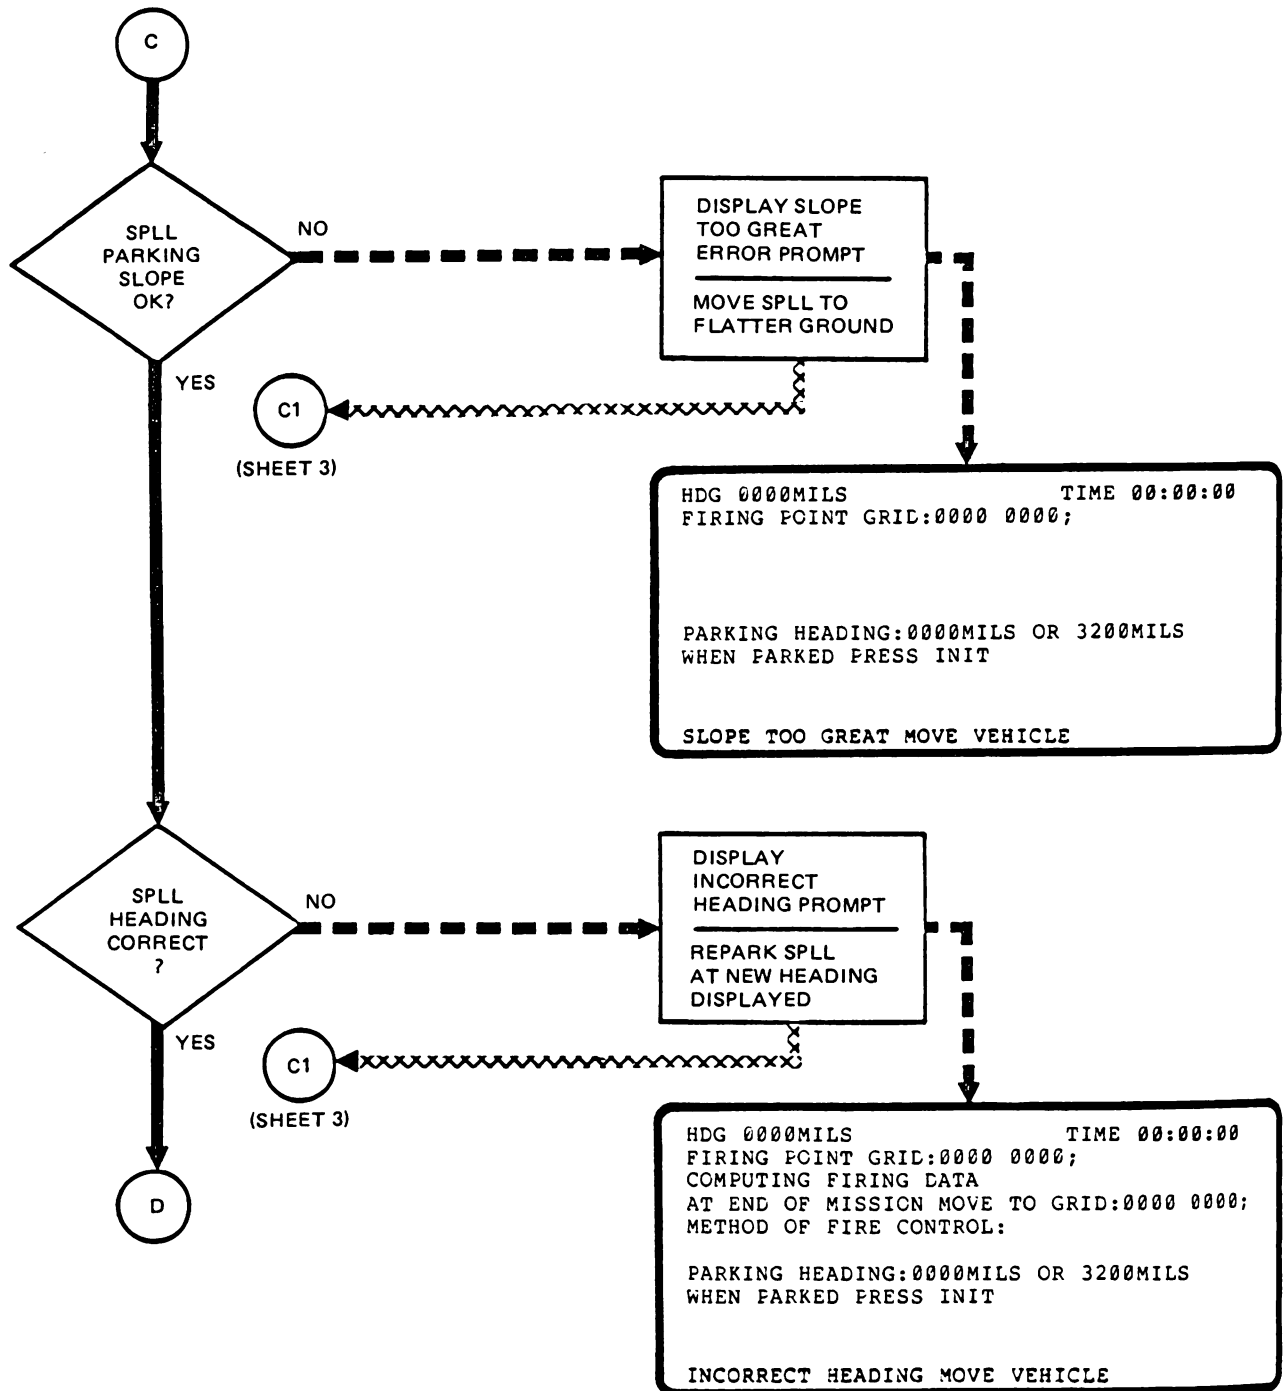 C
SPLL
PARKING
SLOPE
OK?
NO
DISPLAY SLOPE
TOO GREAT
ERROR PROMPT
MOVE SPLL TO
FLATTER GROUND
YES
C1
(SHEET 3)
HDG 0000MILS TIME 00:00:00
FIRING POINT GRID:0000 0000;
PARKING HEADING:0000MILS OR 3200MILS
WHEN PARKED PRESS INIT
SLOPE TOO GREAT MOVE VEHICLE
SPLL
HEADING
CORRECT
?
NO
DISPLAY
INCORRECT
HEADING PROMPT
REPARK SPLL
AT NEW HEADING
DISPLAYED
YES
C1
(SHEET 3)
D
HDG 0000MILS TIME 00:00:00
FIRING POINT GRID:0000 0000;
COMPUTING FIRING DATA
AT END OF MISSION MOVE TO GRID:0000 0000;
METHOD OF FIRE CONTROL:
PARKING HEADING:0000MILS OR 3200MILS
WHEN PARKED PRESS INIT
INCORRECT HEADING MOVE VEHICLE